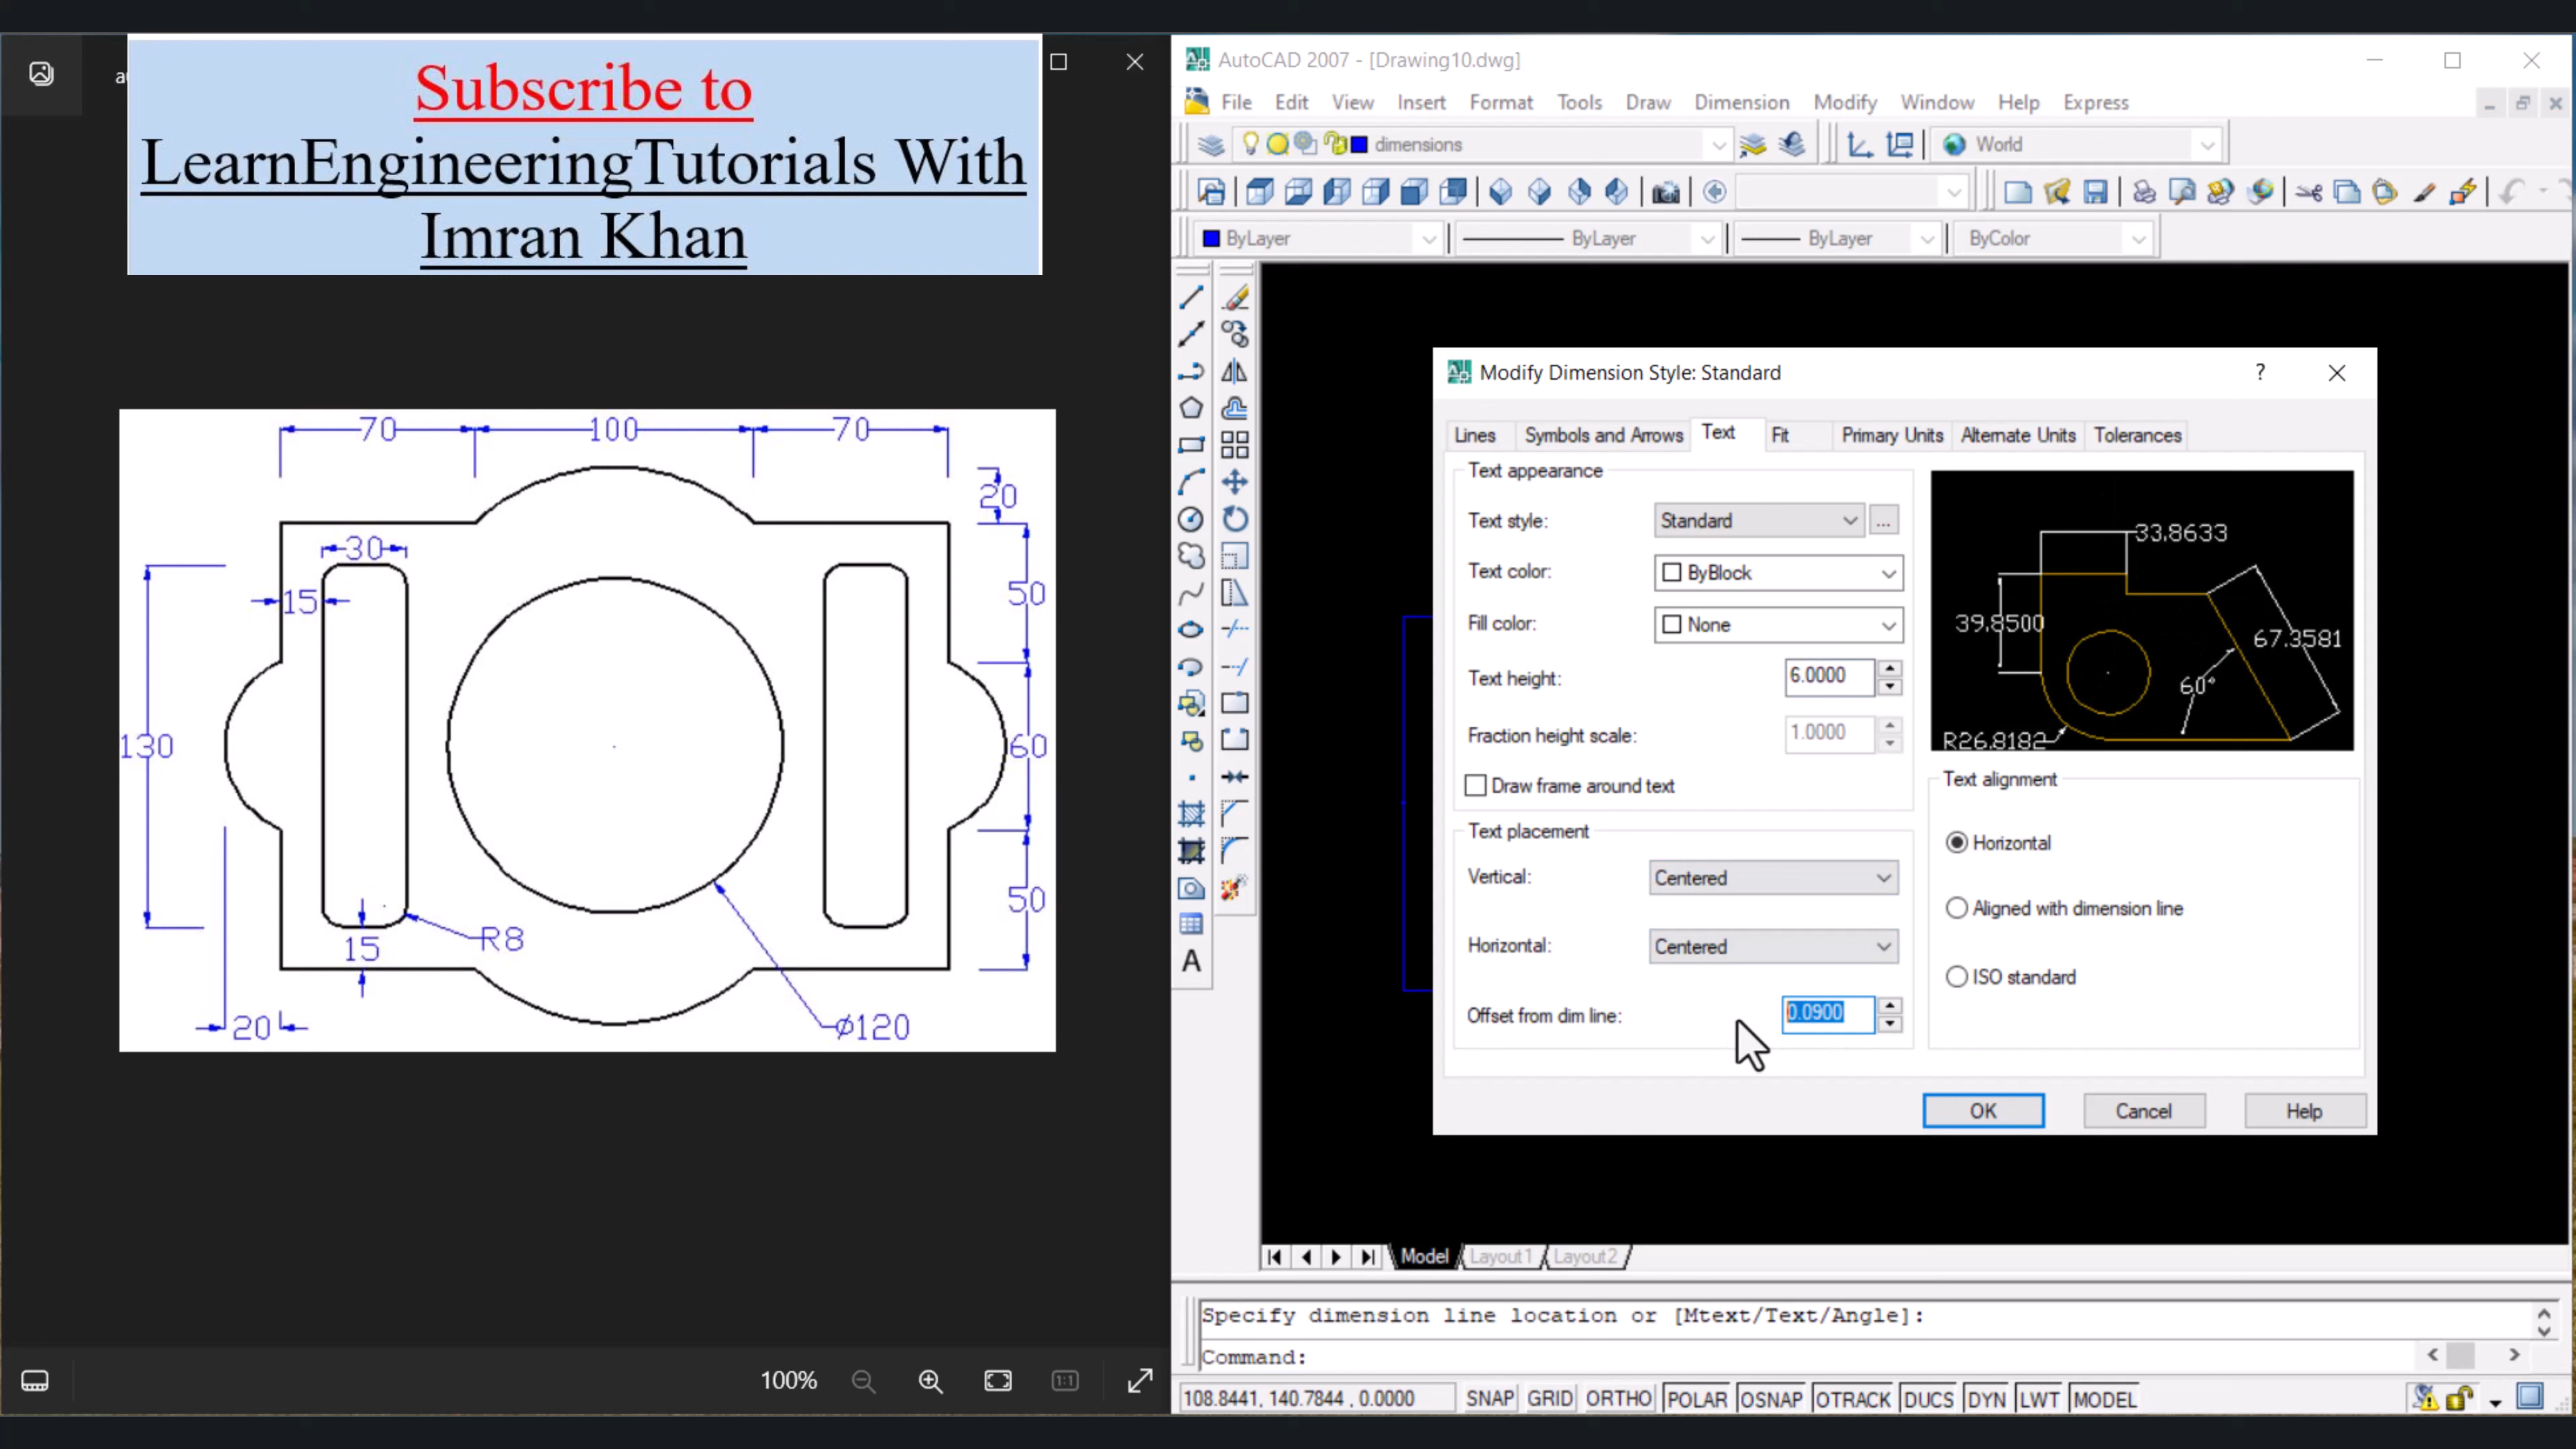 Subscribe to
LearnEngineeringTutorials With
Imran Khan
70 100 70
20
30
50
15
130
60
50
R8
15
20
ø120
AutoCAD 2007 - [Drawing10.dwg]
File Edit View Insert Format Tools Draw Dimension Modify Window Help Express
dimensions World
ByLayer ByLayer ByLayer ByColor
Modify Dimension Style: Standard ?
Lines Symbols and Arrows Text Fit Primary Units Alternate Units Tolerances
Text appearance
Text style: Standard ...
Text color: ByBlock
Fill color: None
Text height: 6.0000
Fraction height scale: 1.0000
Draw frame around text
33.8633
39.8500
67.3581
60°
R26.8182
Text placement
Vertical: Centered
Horizontal: Centered
Offset from dim line: 0.0900
Text alignment
Horizontal
Aligned with dimension line
ISO standard
OK Cancel Help
A
Model Layout1 Layout2
Specify dimension line location or [Mtext/Text/Angle]:
Command:
100% 1:1
108.8441, 140.7844 , 0.0000 SNAP GRID ORTHO POLAR OSNAP OTRACK DUCS DYN LWT MODEL